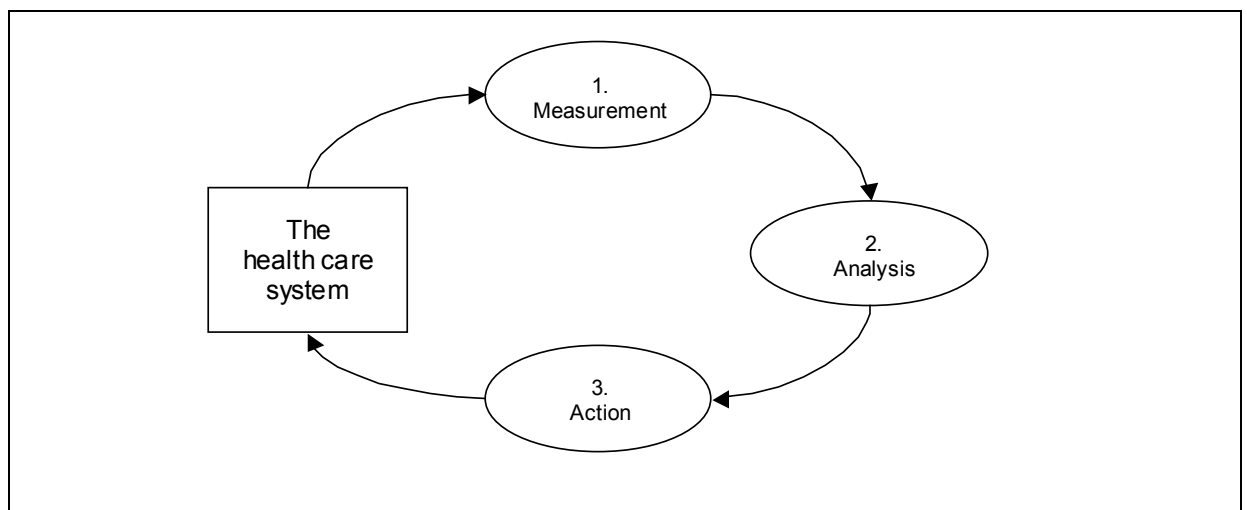 1.
Measurement
2.
Analysis
The
health care
system
3.
Action